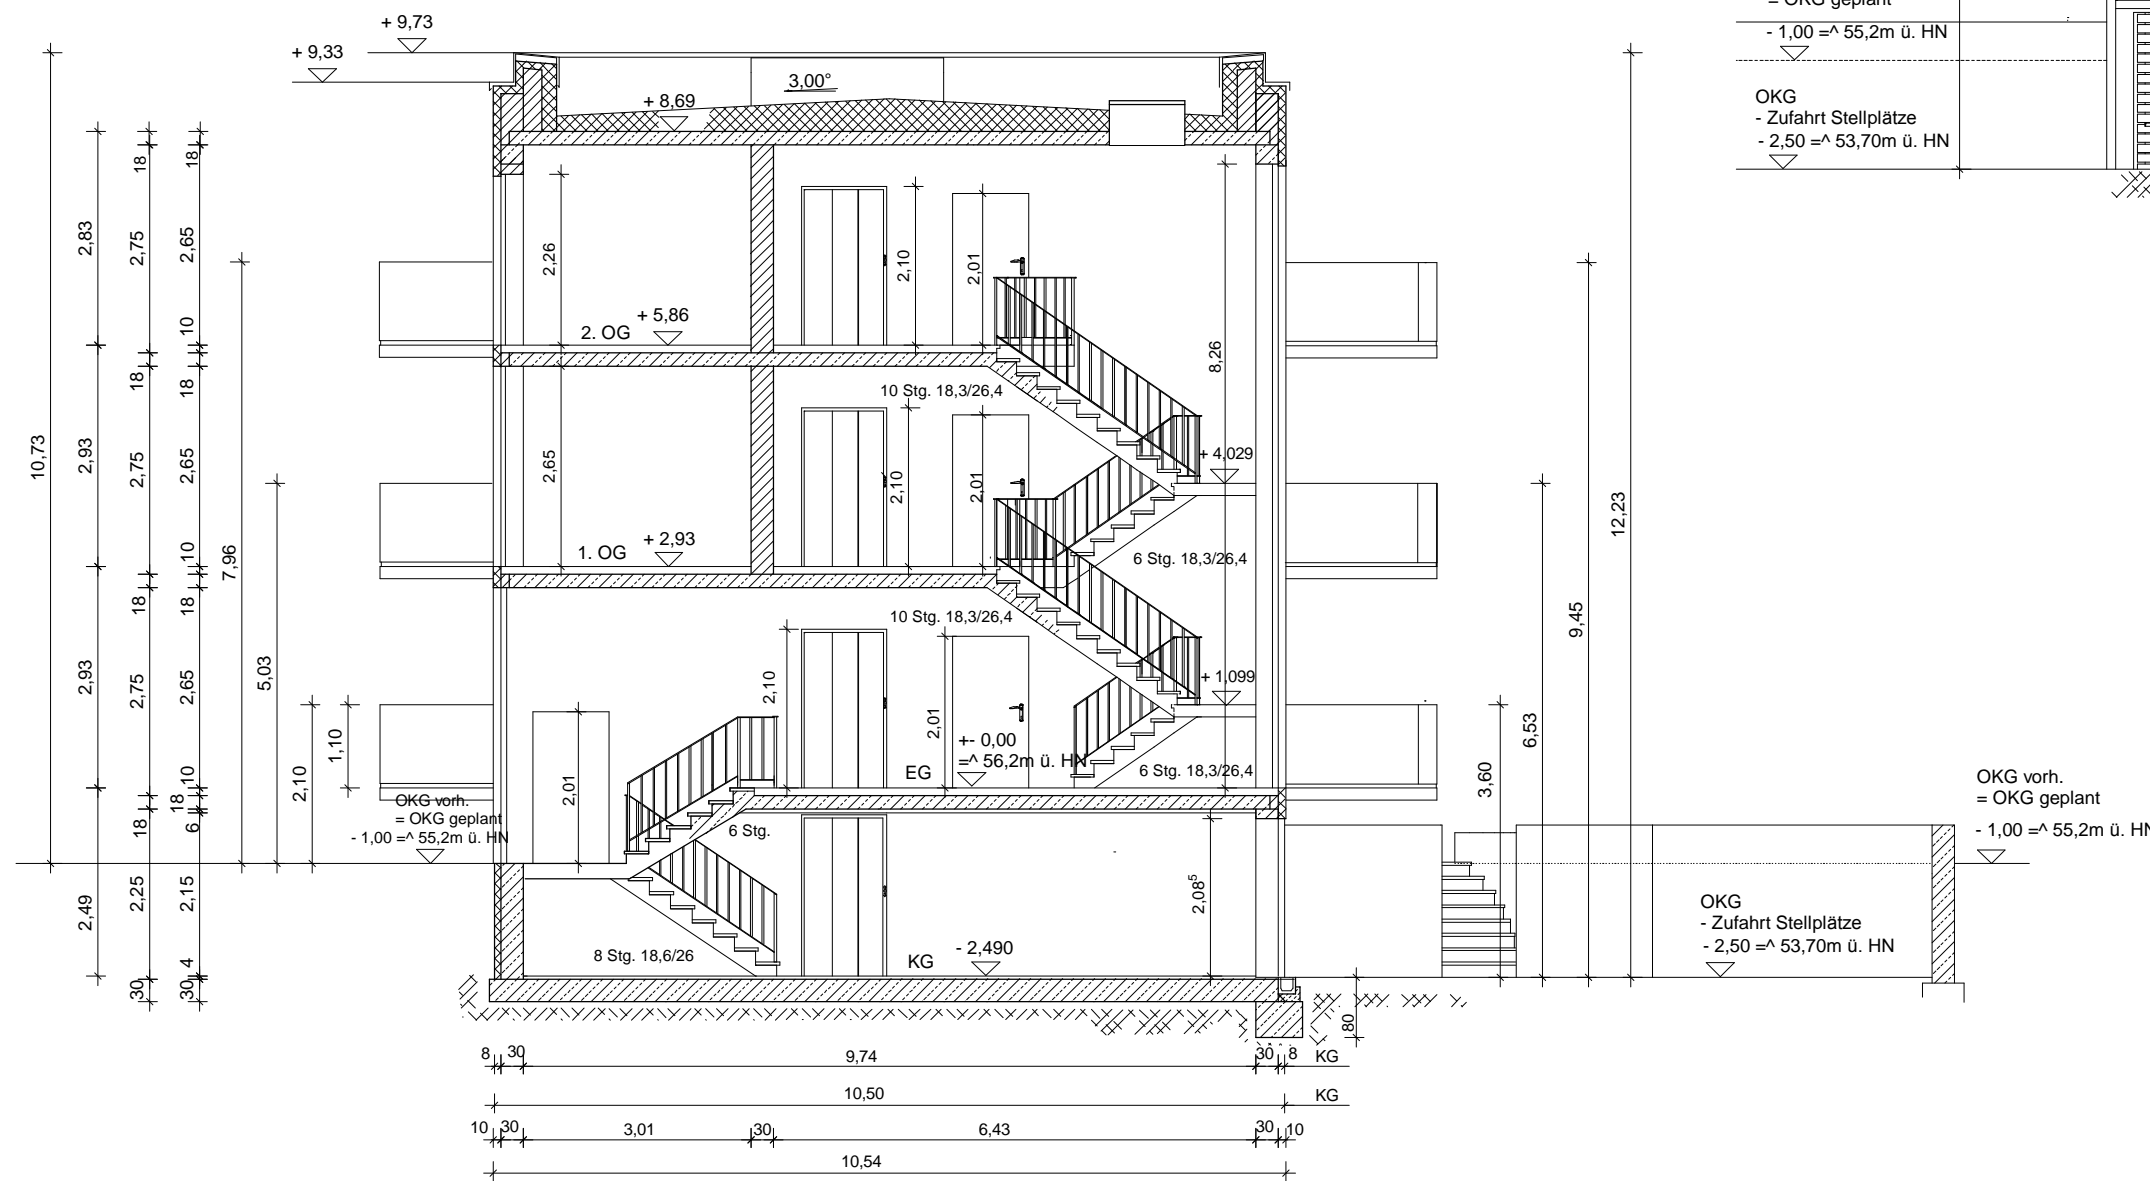 = OKG geplant
- 1,00 =^ 55,2m ü. HN
OKG
- Zufahrt Stellplätze
- 2,50 =^ 53,70m ü. HN
+ 9,73
+ 9,33
3,00°
+ 8,69
18
18
2,83
2,75
2,65
2,26
2,10
2,01
10
2. OG
+ 5,86
18
18
10 Stg. 18,3/26,4
8,26
10,73
2,93
2,75
2,65
2,65
2,10
2,01
+ 4,029
12,23
7,96
10
1. OG
+ 2,93
6 Stg. 18,3/26,4
18
18
10 Stg. 18,3/26,4
9,45
5,03
2,93
2,75
2,65
2,10
2,01
+ 1,099
6,53
1,10
2,10
2,01
+- 0,00
=^ 56,2m ü. HN
EG
6 Stg. 18,3/26,4
3,60
10
18
18
6
OKG vorh.
= OKG geplant
- 1,00 =^ 55,2m ü. HN
6 Stg.
OKG vorh.
= OKG geplant
- 1,00 =^ 55,2m ü. HN
2,49
2,25
2,15
2,08⁵
OKG
- Zufahrt Stellplätze
- 2,50 =^ 53,70m ü. HN
8 Stg. 18,6/26
KG
- 2,490
4
30
30
80
8
30
9,74
30
8
KG
10,50
KG
10
30
3,01
30
6,43
30
10
10,54